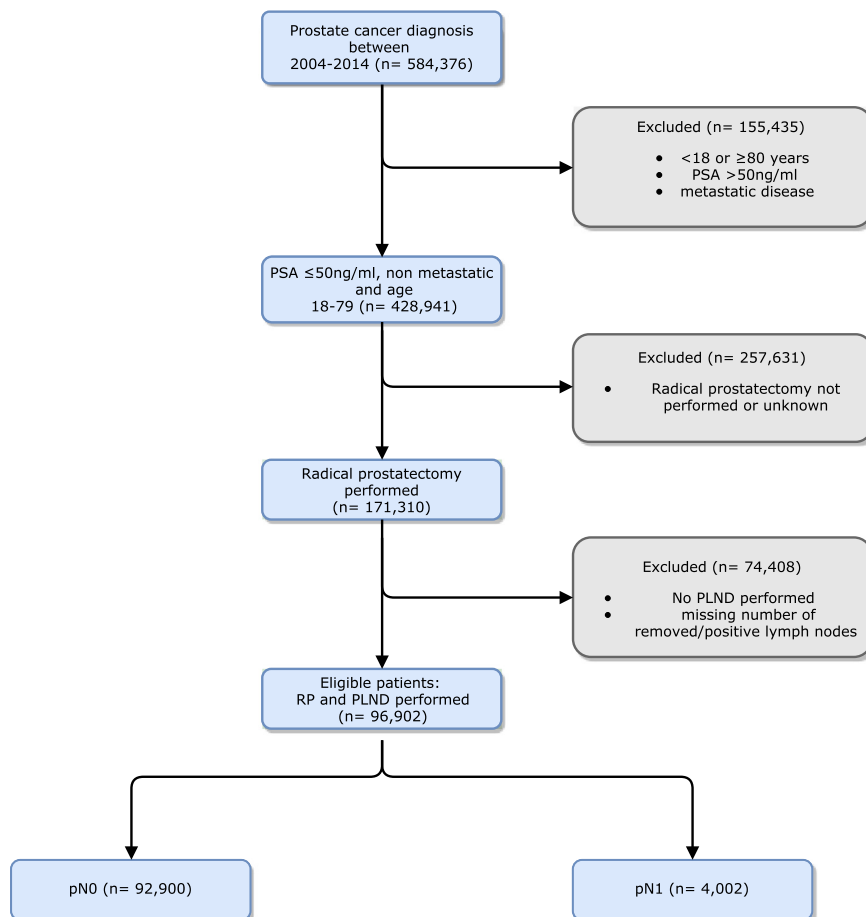 Prostate cancer diagnosis
between
2004-2014 (n= 584,376)
Excluded (n= 155,435)
• <18 or ≥80 years
• PSA >50ng/ml
• metastatic disease
PSA ≤50ng/ml, non metastatic
and age
18-79 (n= 428,941)
Excluded (n= 257,631)
• Radical prostatectomy not
performed or unknown
Radical prostatectomy
performed
(n= 171,310)
Excluded (n= 74,408)
• No PLND performed
• missing number of
removed/positive lymph nodes
Eligible patients:
RP and PLND performed
(n= 96,902)
pN0 (n= 92,900)
pN1 (n= 4,002)